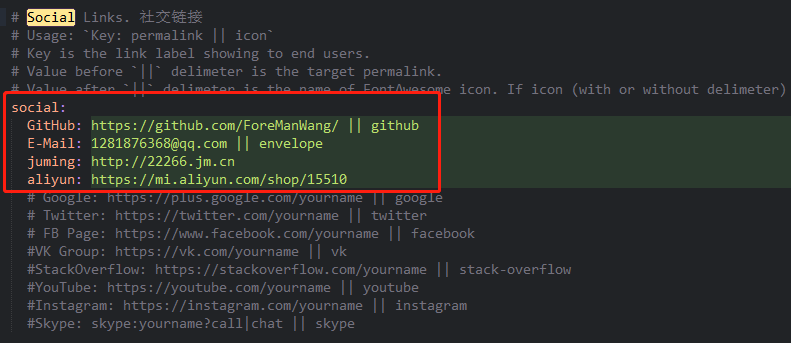 # Social Links. 社交链接
# Usage: `Key: permalink || icon`
# Key is the link label showing to end users.
# Value before `||` delimeter is the target permalink.
# Value after `||` delimeter is the name of FontAwesome icon. If icon (with or without delimeter)
social:
GitHub: https://github.com/ForeManWang/ || github
E-Mail: 1281876368@qq.com || envelope
juming: http://22266.jm.cn
aliyun: https://mi.aliyun.com/shop/15510
# Google: https://plus.google.com/yourname || google
# Twitter: https://twitter.com/yourname || twitter
# FB Page: https://www.facebook.com/yourname || facebook
#VK Group: https://vk.com/yourname || vk
#StackOverflow: https://stackoverflow.com/yourname || stack-overflow
#YouTube: https://youtube.com/yourname || youtube
#Instagram: https://instagram.com/yourname || instagram
#Skype: skype:yourname?call|chat || skype